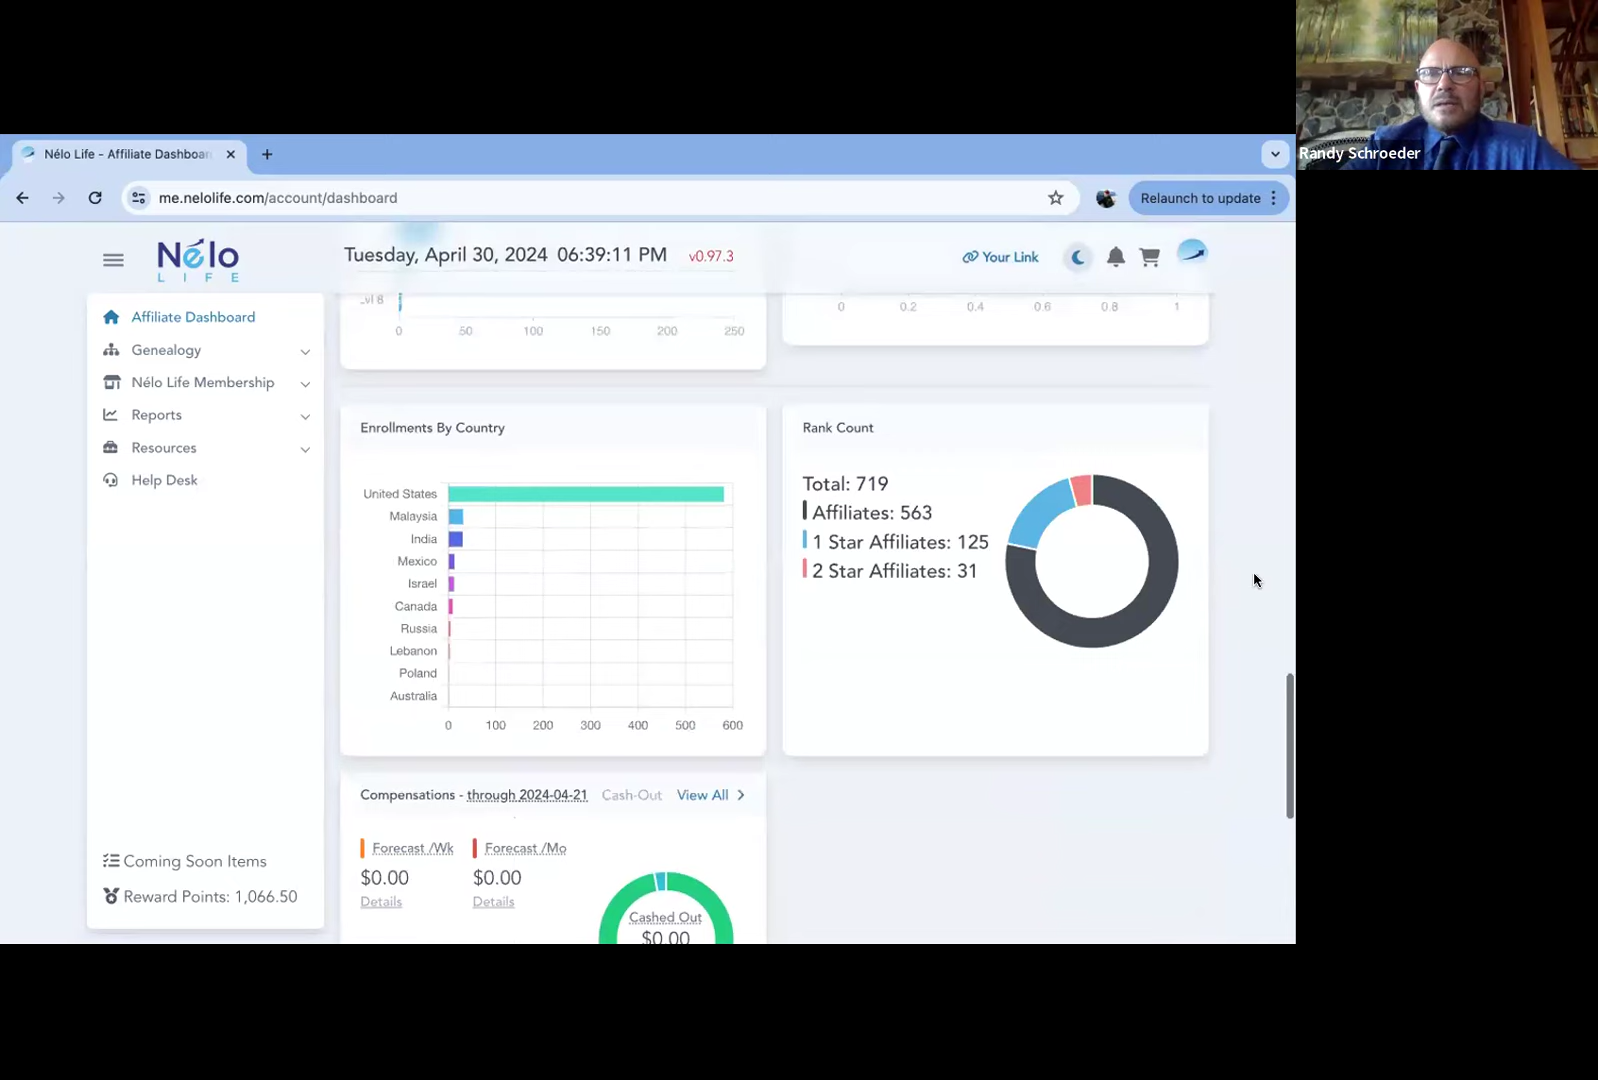 Randy Schroeder
Nélo Life - Affiliate Dashboar
me.nelolife.com/account/dashboard
Relaunch to update
Nélo
LIFE
Tuesday, April 30, 2024 06:39:11 PM v0.97.3
Your Link
Affiliate Dashboard
Genealogy
Nélo Life Membership
Reports
Resources
Help Desk
Coming Soon Items
Reward Points: 1,066.50
0 50 100 150 200 250
0 0.2 0.4 0.6 0.8 1
Enrollments By Country
United States
Malaysia
India
Mexico
Israel
Canada
Russia
Lebanon
Poland
Australia
0 100 200 300 400 500 600
Rank Count
Total: 719
Affiliates: 563
1 Star Affiliates: 125
2 Star Affiliates: 31
Compensations - through 2024-04-21 Cash-Out View All
Forecast /Wk Forecast /Mo
$0.00 $0.00
Details Details
Cashed Out
$0.00